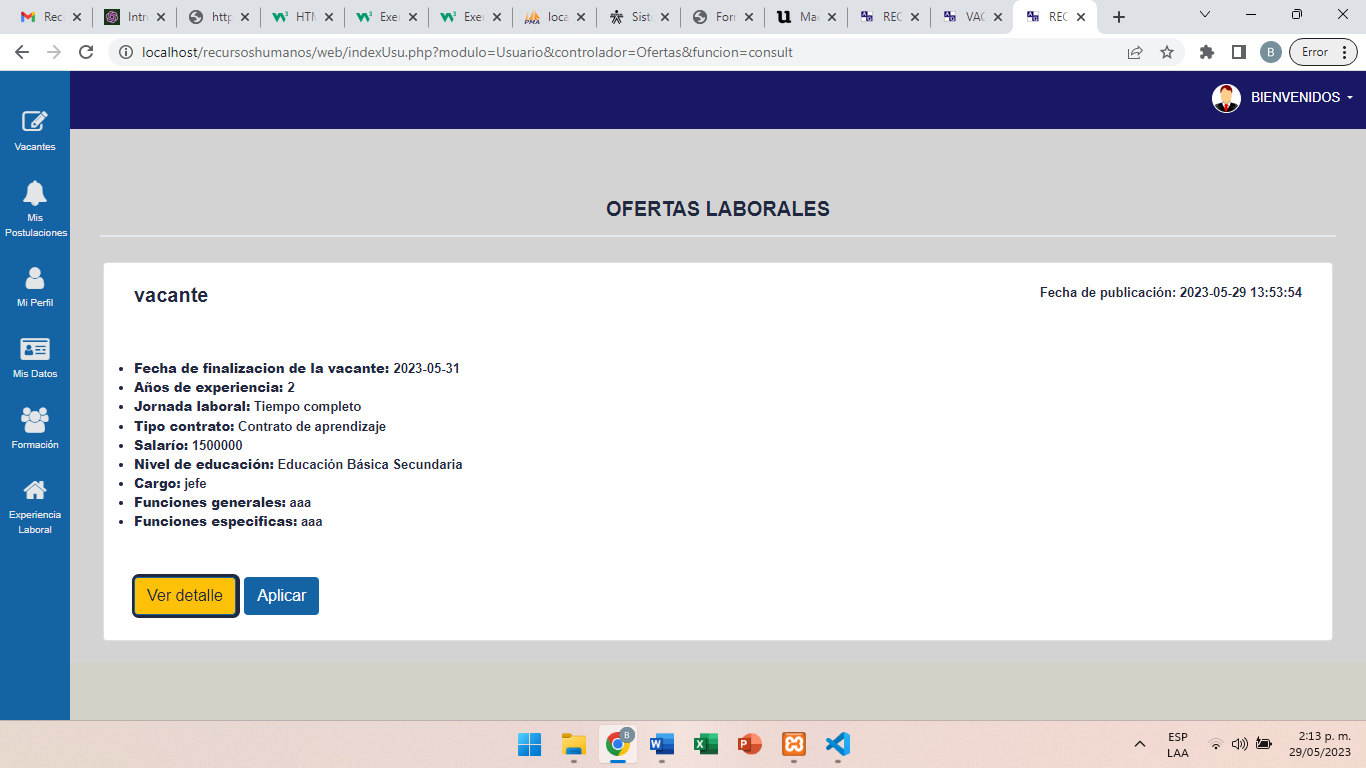 Rec
Intro
http
HTM
Exe
Exe
loca
Sist
For
Ma
REC
VAC
REC
localhost/recursoshumanos/web/indexUsu.php?modulo=Usuario&controlador=Ofertas&funcion=consult
B
Error
BIENVENIDOS
Vacantes
Mis
Postulaciones
Mi Perfil
Mis Datos
Formación
Experiencia
Laboral
OFERTAS LABORALES
vacante
Fecha de publicación: 2023-05-29 13:53:54
Fecha de finalizacion de la vacante: 2023-05-31
Años de experiencia: 2
Jornada laboral: Tiempo completo
Tipo contrato: Contrato de aprendizaje
Salarío: 1500000
Nivel de educación: Educación Básica Secundaria
Cargo: jefe
Funciones generales: aaa
Funciones especificas: aaa
Ver detalle
Aplicar
ESP
LAA
2:13 p. m.
29/05/2023